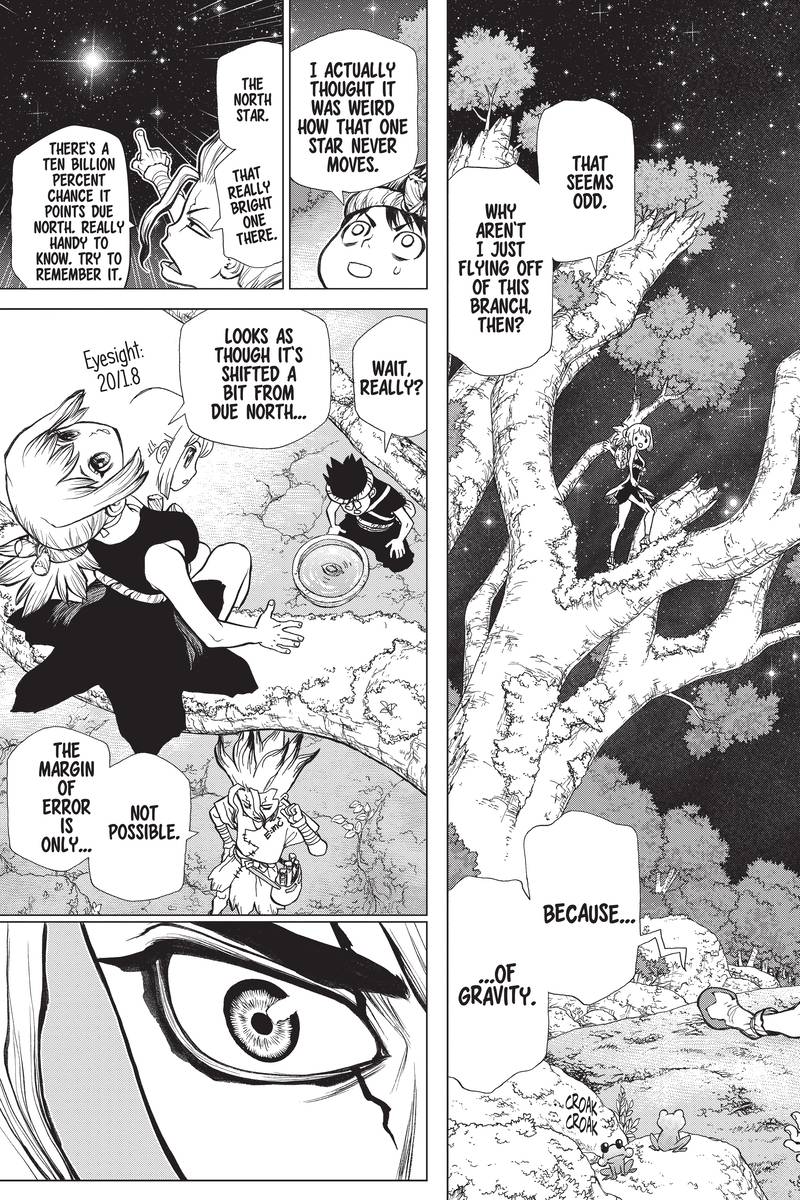 THAT
SEEMS
ODD.
WHY
AREN'T
I JUST
FLYING OFF
OF THIS
BRANCH,
THEN?
BECAUSE...
...OF
GRAVITY.
CROAK
CROAK
I ACTUALLY
THOUGHT IT
WAS WEIRD
HOW THAT ONE
STAR NEVER
MOVES.
THE
NORTH
STAR.
THAT
REALLY
BRIGHT
ONE
THERE.
THERE'S A
TEN BILLION
PERCENT
CHANCE IT
POINTS DUE
NORTH. REALLY
HANDY TO
KNOW. TRY TO
REMEMBER IT.
WAIT,
REALLY?
LOOKS AS
THOUGH IT'S
SHIFTED A
BIT FROM
DUE NORTH...
Eyesight:
20/1.8
NOT
POSSIBLE.
THE
MARGIN
OF
ERROR
IS
ONLY...
E=mc²